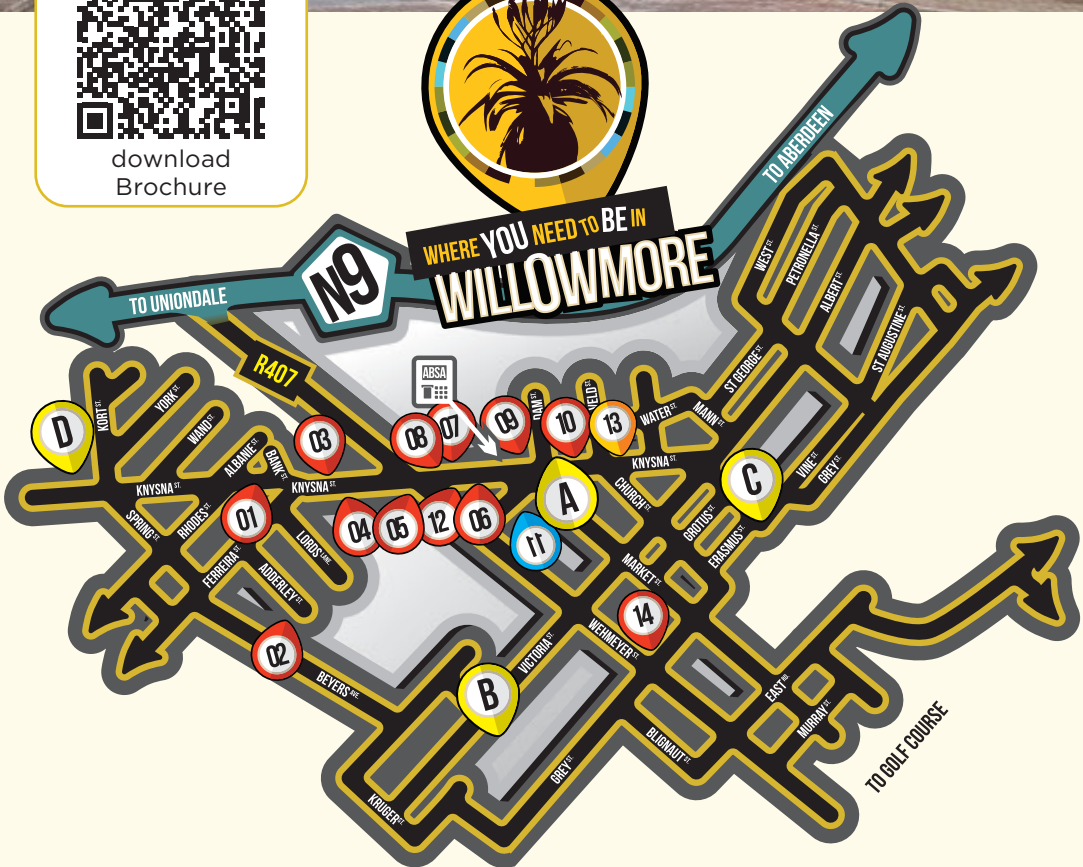 download
Brochure
WHERE YOU NEED TO BE IN
WILLOWMORE
TO ABERDEEN
N9
TO UNIONDALE
R407
ABSA
WEST ST.
PETRONELLA ST.
ALBERT ST.
ST AUGUSTINE ST.
ST GEORGE ST.
MANN ST.
WATER ST.
DAM ST.
KORT ST.
YORK ST.
WAND ST.
ALBANIE ST.
BANK ST.
D
03
08
07
09
10
13
KNYSNA ST.
KNYSNA ST.
KNYSNA ST.
C
VINE ST.
GREY ST.
A
CHURCH ST.
GROTUS ST.
ERASMUS ST.
SPRING ST.
RHODES ST.
01
LORDS LANE.
04
05
12
06
11
FERREIRA ST.
ADDERLEY ST.
MARKET ST.
14
WEHMEYER ST.
02
BEYERS AVE.
VICTORIA ST.
B
EAST RD.
MURRAY ST.
BLIGNAUT ST.
GREY ST.
KRUGER ST.
TO GOLF COURSE